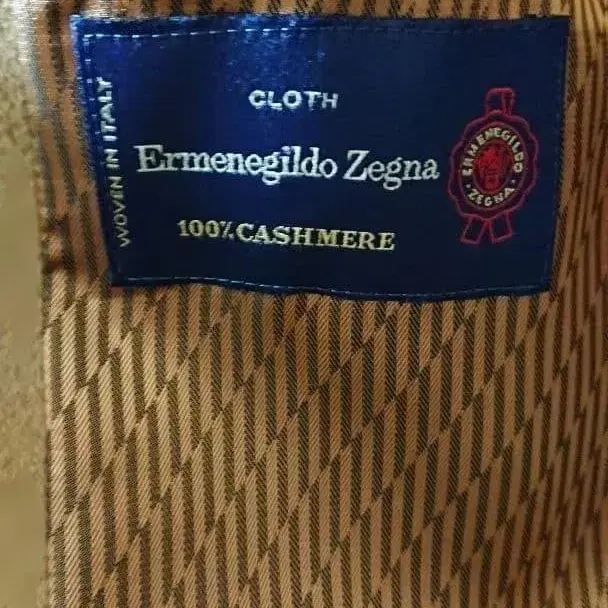 CLOTH
Ermenegildo Zegna
100% CASHMERE
WOVEN IN ITALY
ERMENEGILDO
· ZEGNA ·